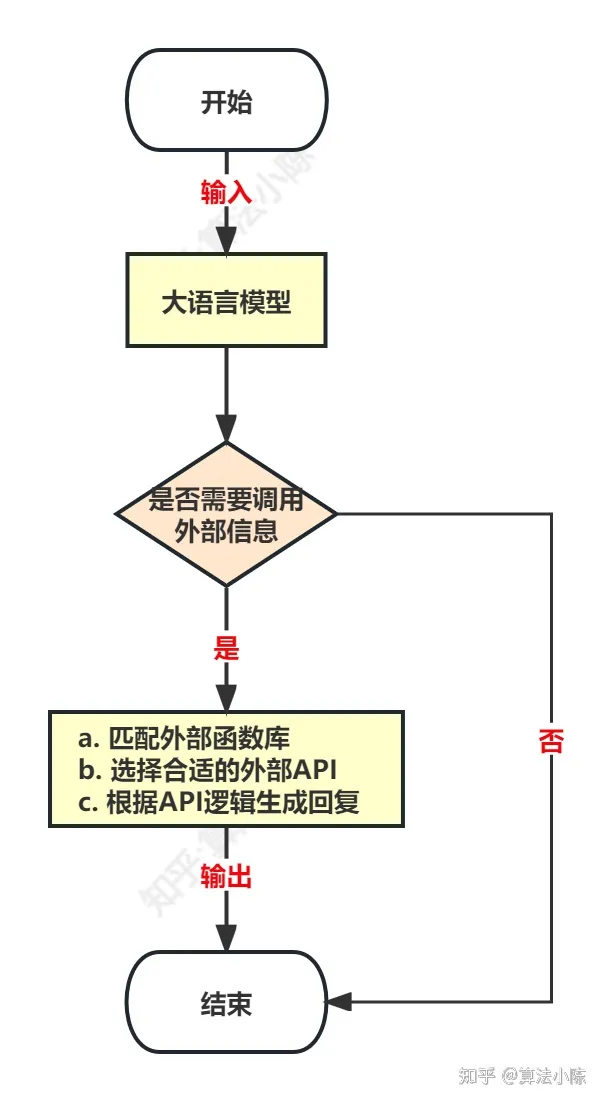 开始
输入
大语言模型
是否需要调用
外部信息
是
否
a. 匹配外部函数库
b. 选择合适的外部API
c. 根据API逻辑生成回复
输出
结束
知乎 @算法小陈